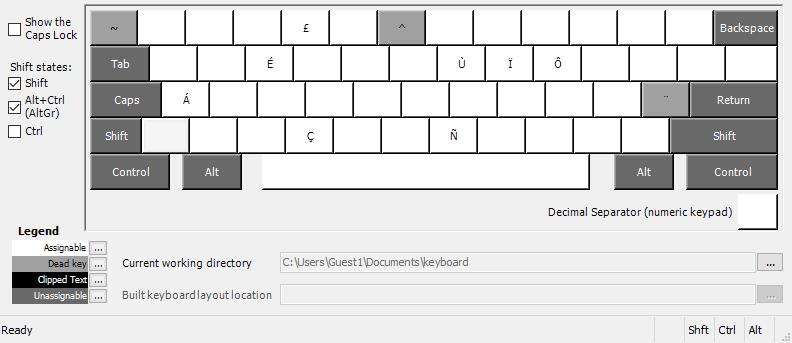 Show the
Caps Lock
Shift states:
Shift
Alt+Ctrl
(AltGr)
Ctrl
~ £ ^ Backspace
Tab É Ù Ï Ô
Caps Á ¨ Return
Shift Ç Ñ Shift
Control Alt Alt Control
Decimal Separator (numeric keypad)
Legend
Assignable ...
Dead key ...
Clipped Text ...
Unassignable ...
Current working directory C:\Users\Guest1\Documents\keyboard ...
Built keyboard layout location ...
Ready Shft Ctrl Alt